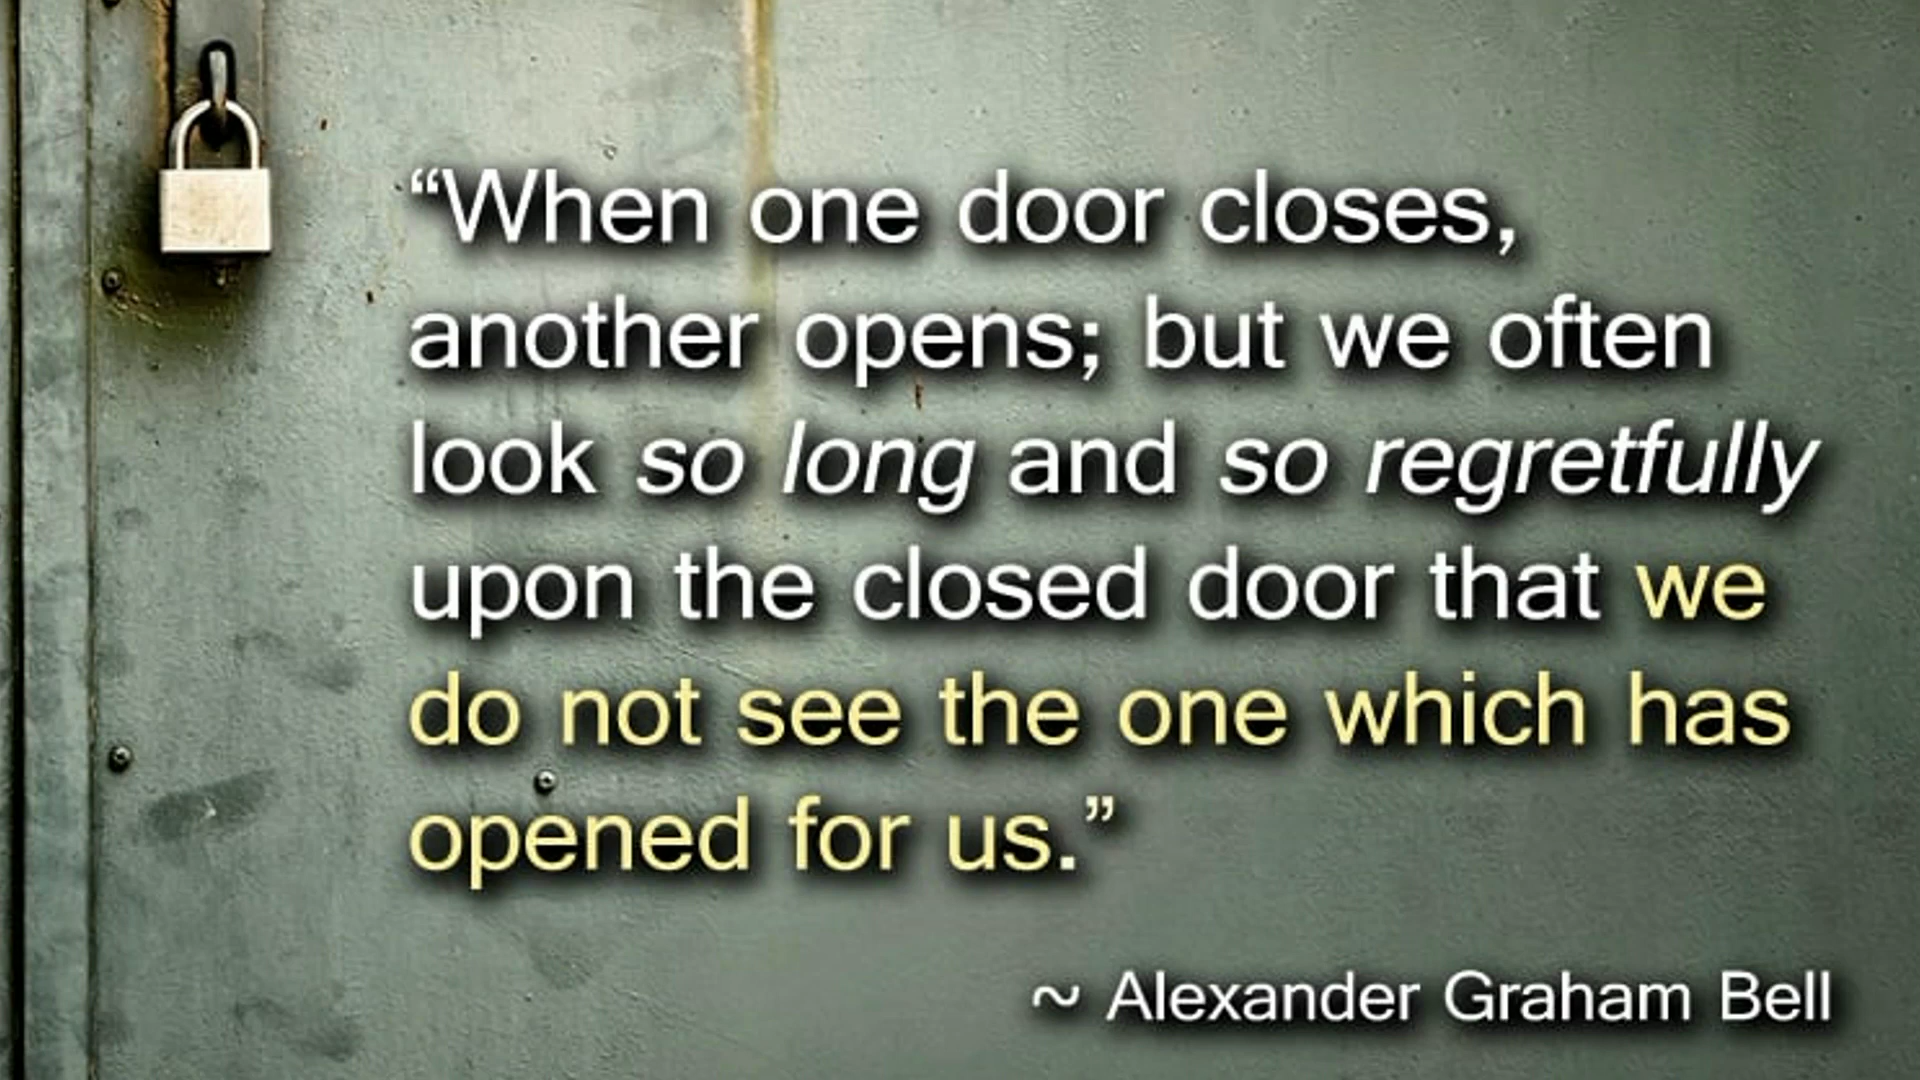 “When one door closes,
another opens; but we often
look so long and so regretfully
upon the closed door that we
do not see the one which has
opened for us.”
~ Alexander Graham Bell